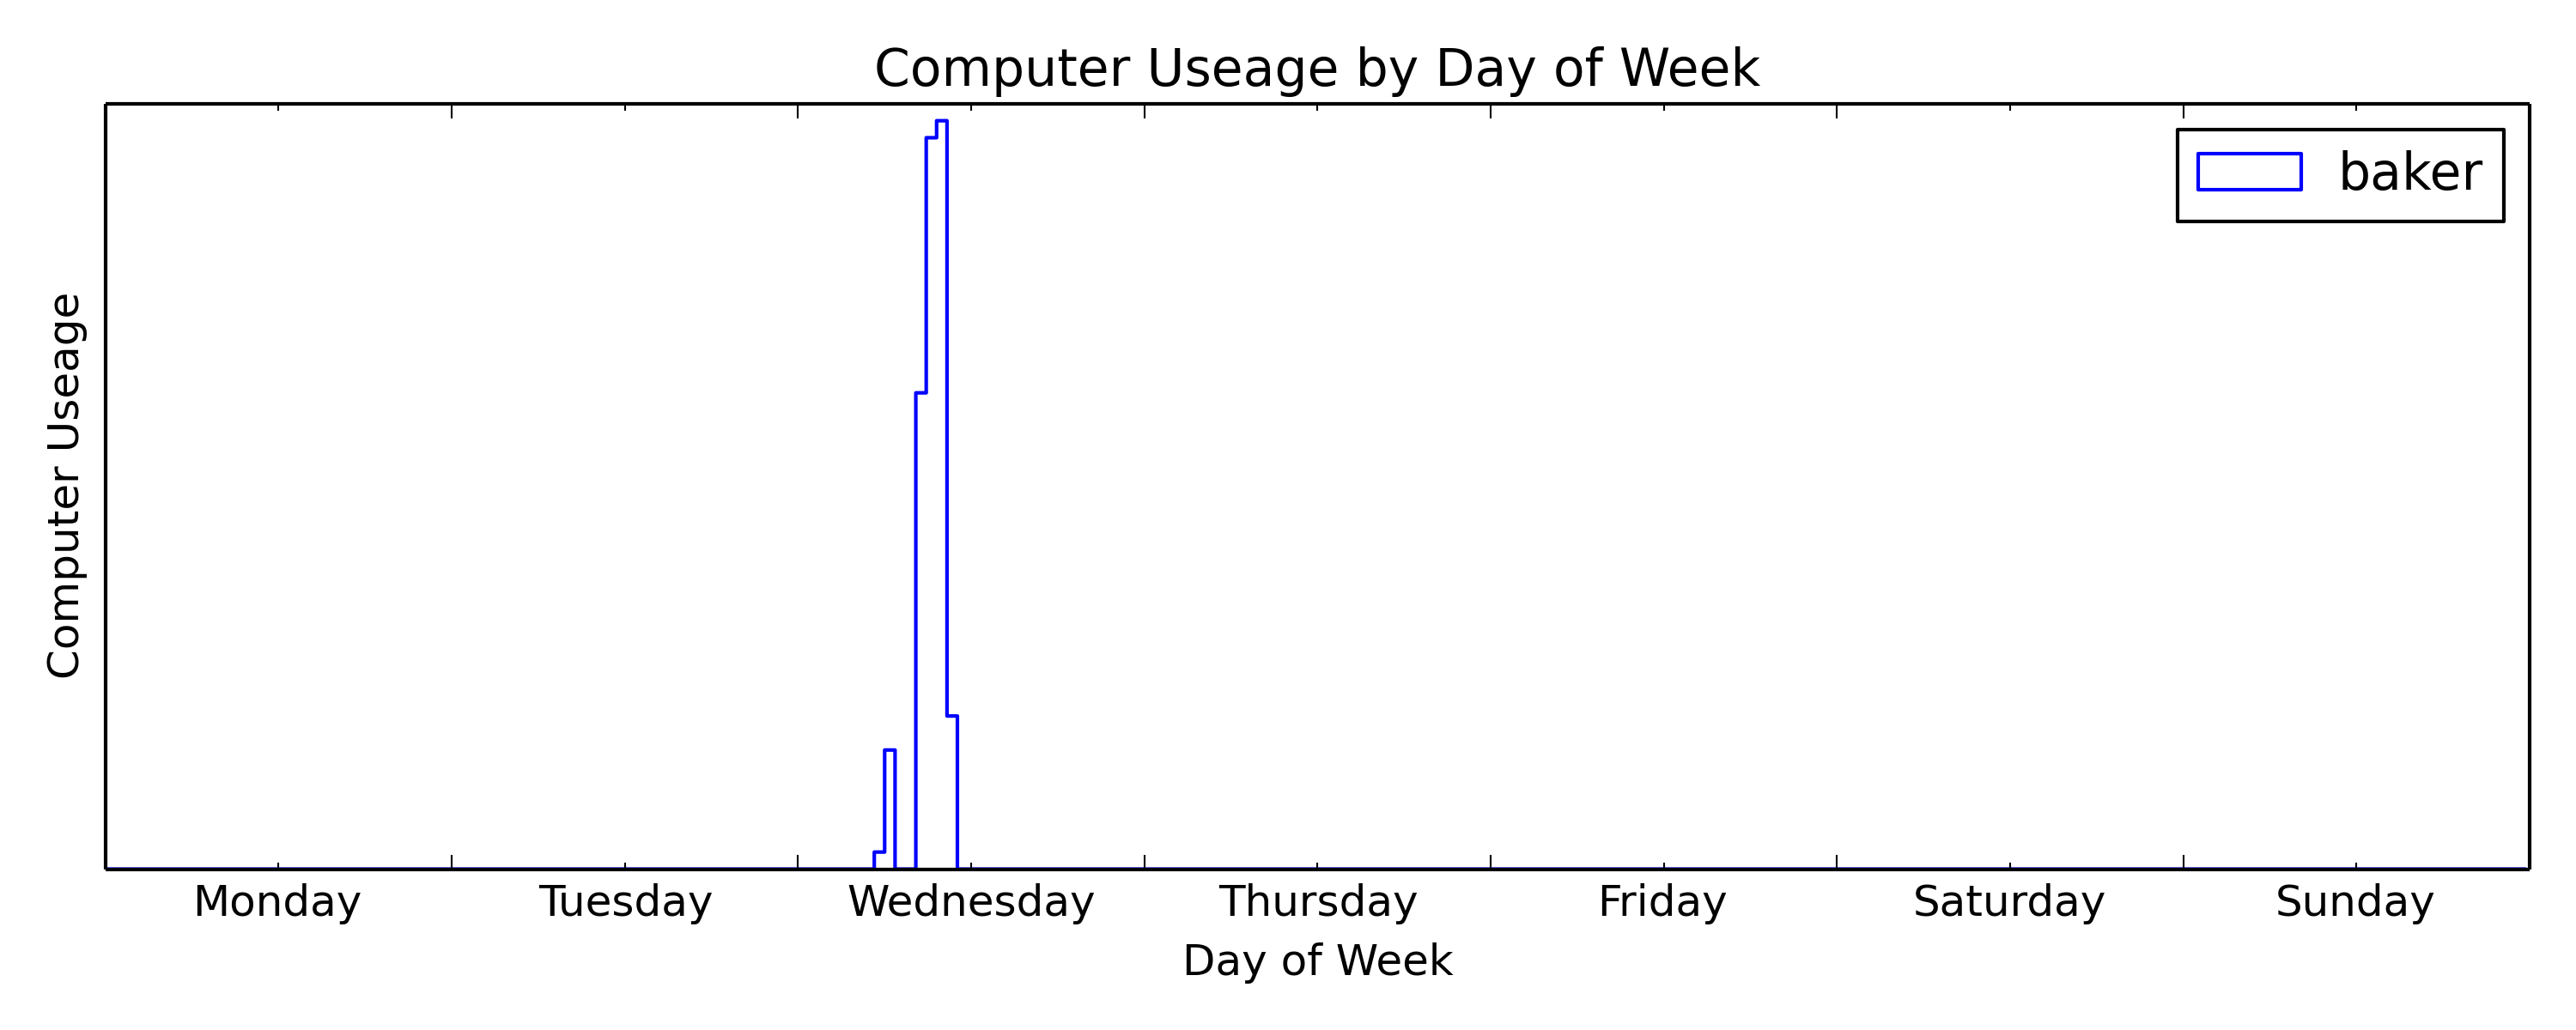 Computer Useage by Day of Week
baker
Computer Useage
Monday Tuesday Wednesday Thursday Friday Saturday Sunday
Day of Week